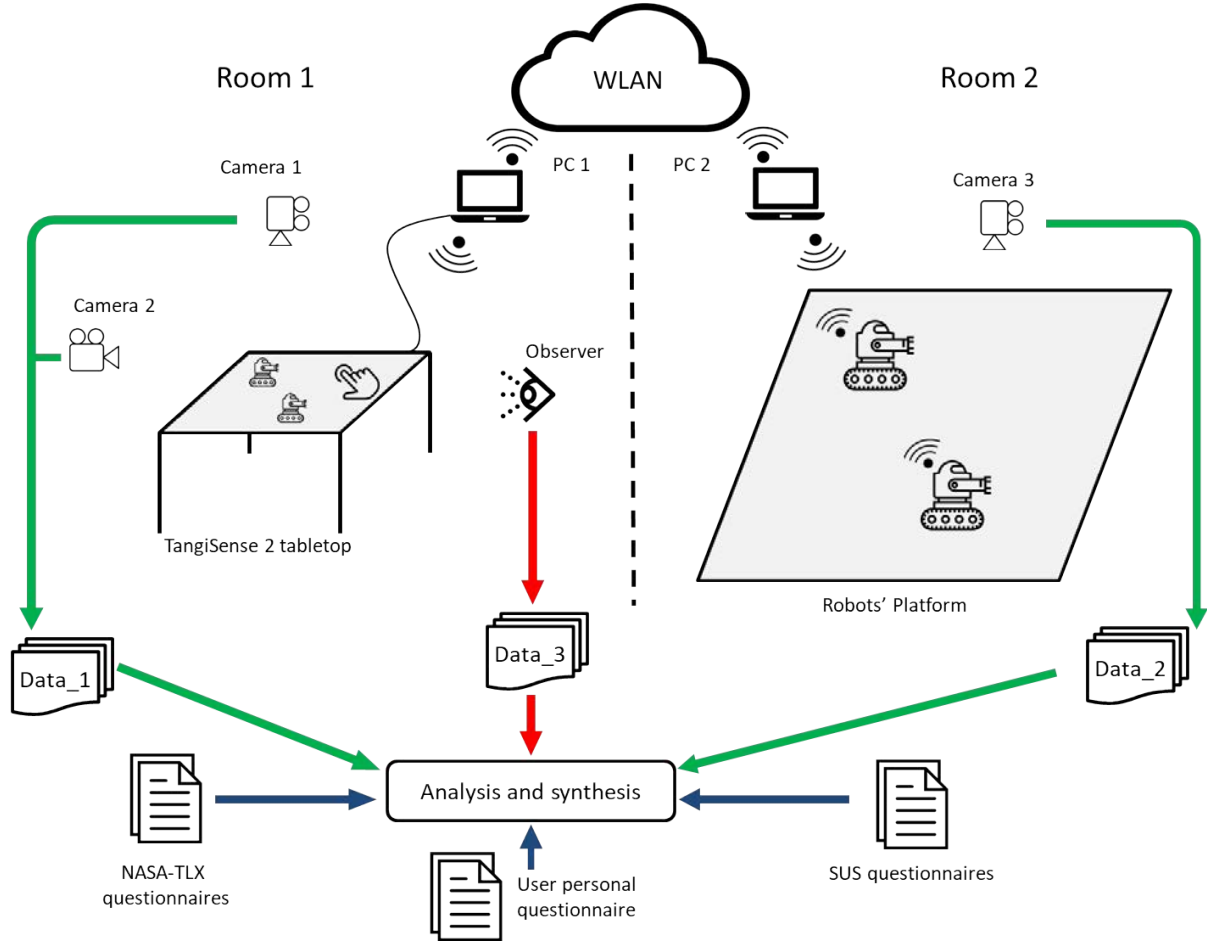 WLAN
Room 1
Room 2
PC 1
PC 2
Camera 1
Camera 3
Camera 2
Observer
TangiSense 2 tabletop
Robots' Platform
Data_1
Data_3
Data_2
Analysis and synthesis
NASA-TLX
questionnaires
User personal
questionnaire
SUS questionnaires